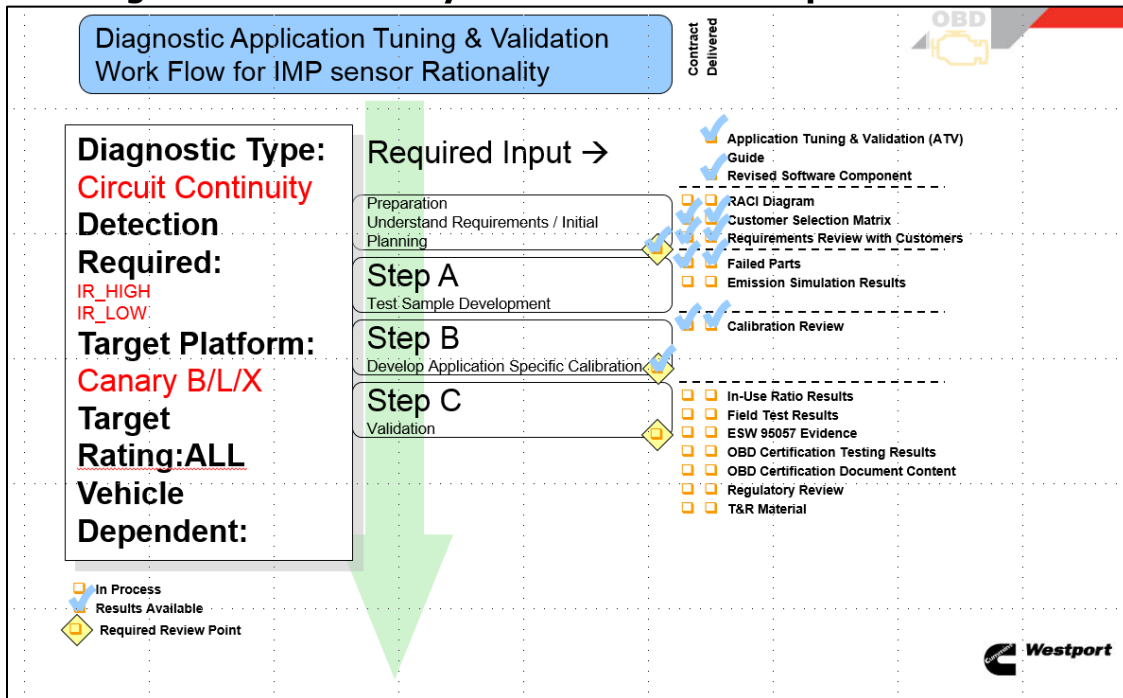 Diagnostic Application Tuning & Validation
Work Flow for IMP sensor Rationality
Contract
Delivered
OBD
Diagnostic Type:
Circuit Continuity
Detection
Required:
IR_HIGH
IR_LOW
Target Platform:
Canary B/L/X
Target
Rating:ALL
Vehicle
Dependent:
Required Input →
Preparation
Understand Requirements / Initial
Planning
Step A
Test Sample Development
Step B
Develop Application Specific Calibration
Step C
Validation
Application Tuning & Validation (ATV)
Guide
Revised Software Component
RACI Diagram
Customer Selection Matrix
Requirements Review with Customers
Failed Parts
Emission Simulation Results
Calibration Review
In-Use Ratio Results
Field Test Results
ESW 95057 Evidence
OBD Certification Testing Results
OBD Certification Document Content
Regulatory Review
T&R Material
In Process
Results Available
Required Review Point
Cummins Westport